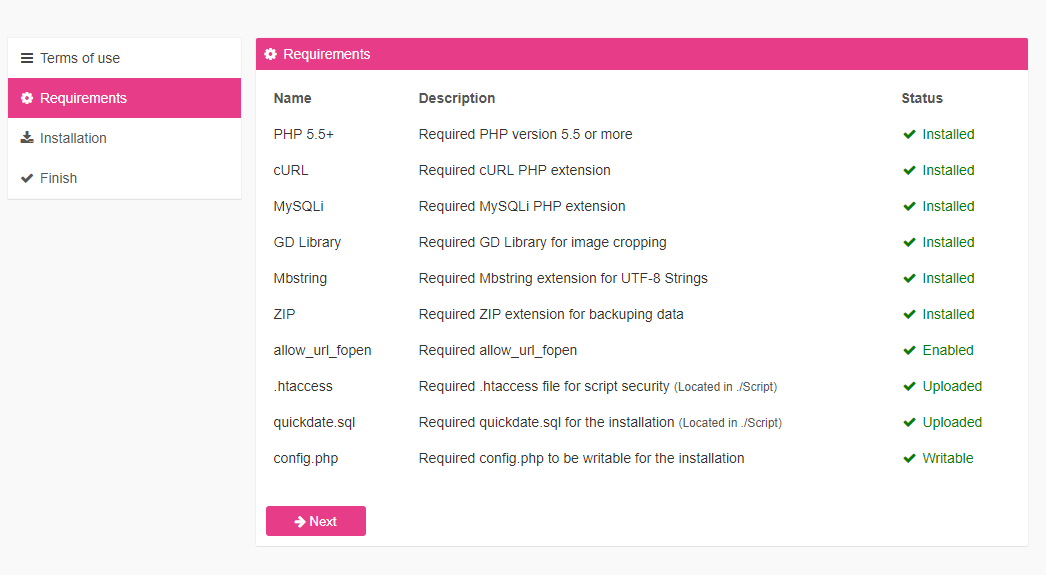 Terms of use
Requirements
Installation
Finish
Requirements
Name Description Status
PHP 5.5+ Required PHP version 5.5 or more Installed
cURL Required cURL PHP extension Installed
MySQLi Required MySQLi PHP extension Installed
GD Library Required GD Library for image cropping Installed
Mbstring Required Mbstring extension for UTF-8 Strings Installed
ZIP Required ZIP extension for backuping data Installed
allow_url_fopen Required allow_url_fopen Enabled
.htaccess Required .htaccess file for script security (Located in ./Script) Uploaded
quickdate.sql Required quickdate.sql for the installation (Located in ./Script) Uploaded
config.php Required config.php to be writable for the installation Writable
Next